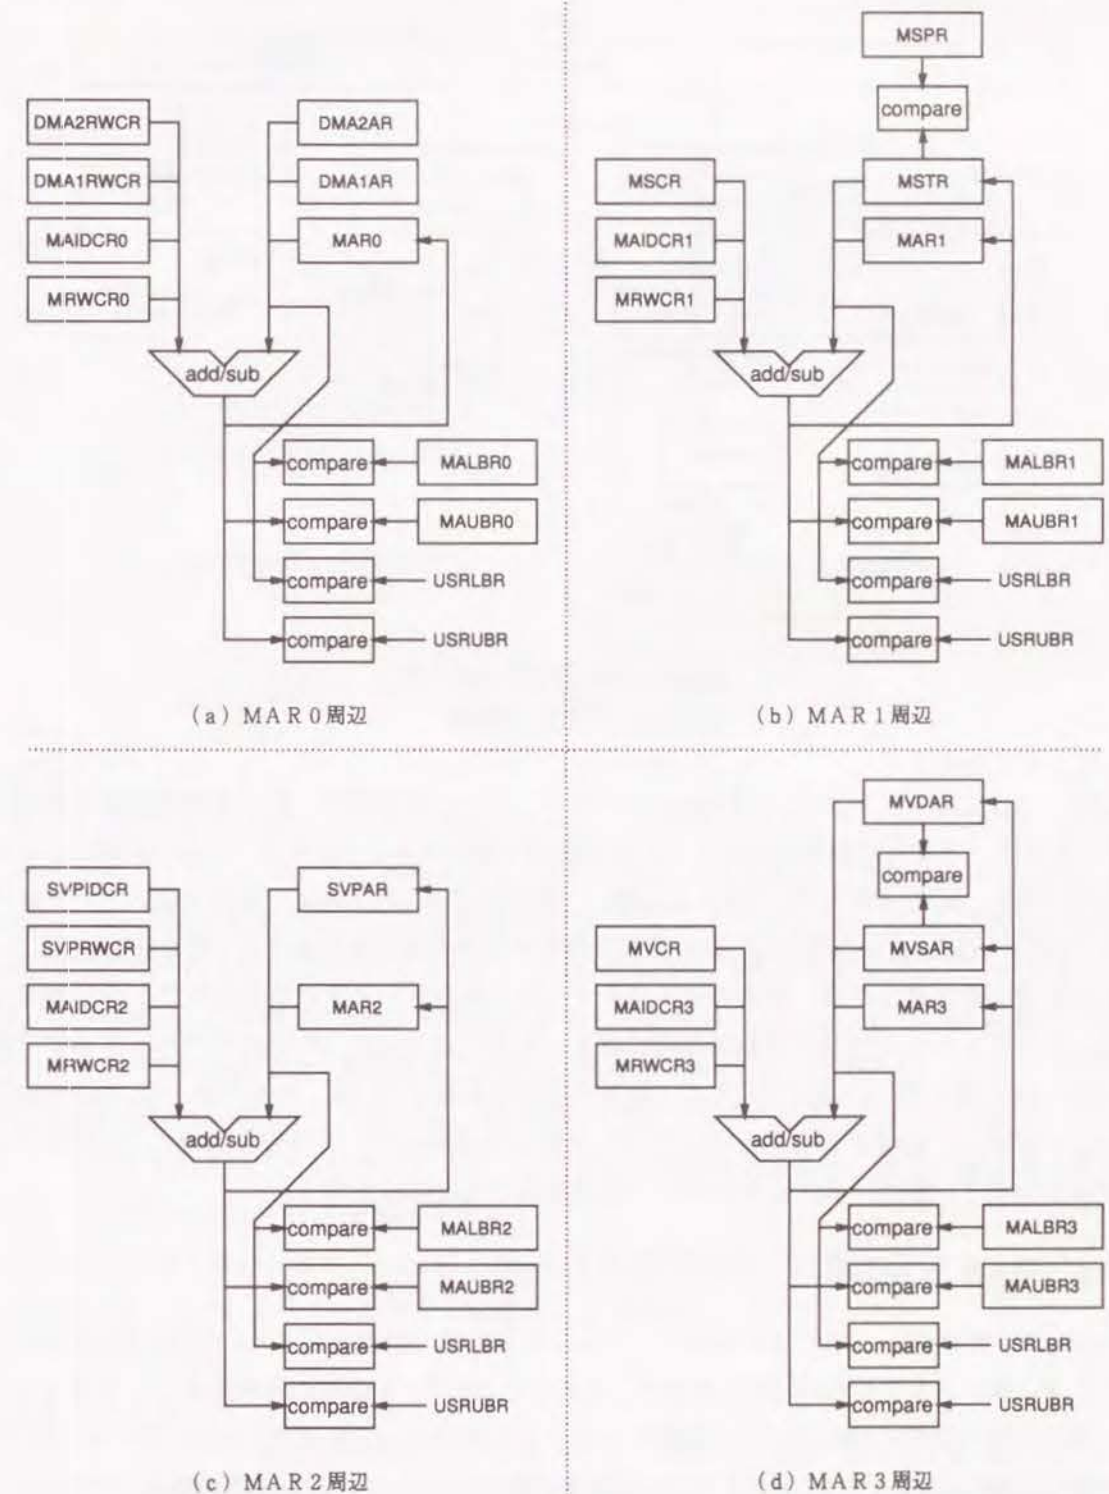 DMA2RWCR
DMA2AR
DMA1RWCR
DMA1AR
MAIDCR0
MAR0
MRWCR0
add/sub
compare
MALBR0
compare
MAUBR0
compare
USRLBR
compare
USRUBR
(a) MAR0周辺
MSPR
compare
MSCR
MSTR
MAIDCR1
MAR1
MRWCR1
add/sub
compare
MALBR1
compare
MAUBR1
compare
USRLBR
compare
USRUBR
(b) MAR1周辺
SVPIDCR
SVPAR
SVPRWCR
MAIDCR2
MAR2
MRWCR2
add/sub
compare
MALBR2
compare
MAUBR2
compare
USRLBR
compare
USRUBR
(c) MAR2周辺
MVDAR
compare
MVCR
MVSAR
MAIDCR3
MAR3
MRWCR3
add/sub
compare
MALBR3
compare
MAUBR3
compare
USRLBR
compare
USRUBR
(d) MAR3周辺